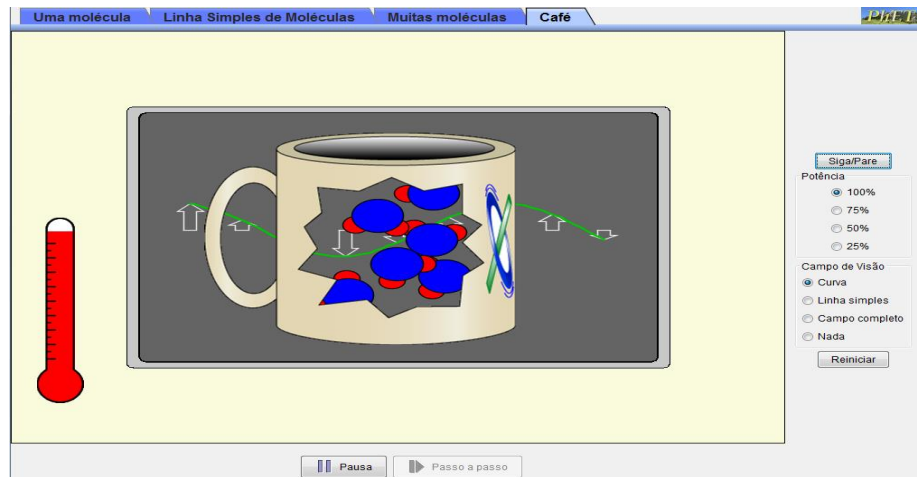 Uma molécula
Linha Simples de Moléculas
Muitas moléculas
Café
PhET
Siga/Pare
Potência
100%
75%
50%
25%
Campo de Visão
Curva
Linha simples
Campo completo
Nada
Reiniciar
Pausa
Passo a passo